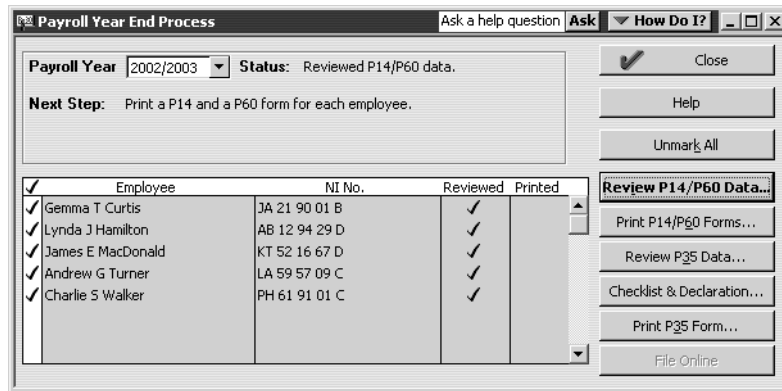 Payroll Year End Process
Ask a help question Ask How Do I?
Payroll Year 2002/2003 Status: Reviewed P14/P60 data.
Next Step: Print a P14 and a P60 form for each employee.
Close
Help
Unmark All
Employee NI No. Reviewed Printed
Gemma T Curtis JA 21 90 01 B
Lynda J Hamilton AB 12 94 29 D
James E MacDonald KT 52 16 67 D
Andrew G Turner LA 59 57 09 C
Charlie S Walker PH 61 91 01 C
Review P14/P60 Data...
Print P14/P60 Forms...
Review P35 Data...
Checklist & Declaration...
Print P35 Form...
File Online